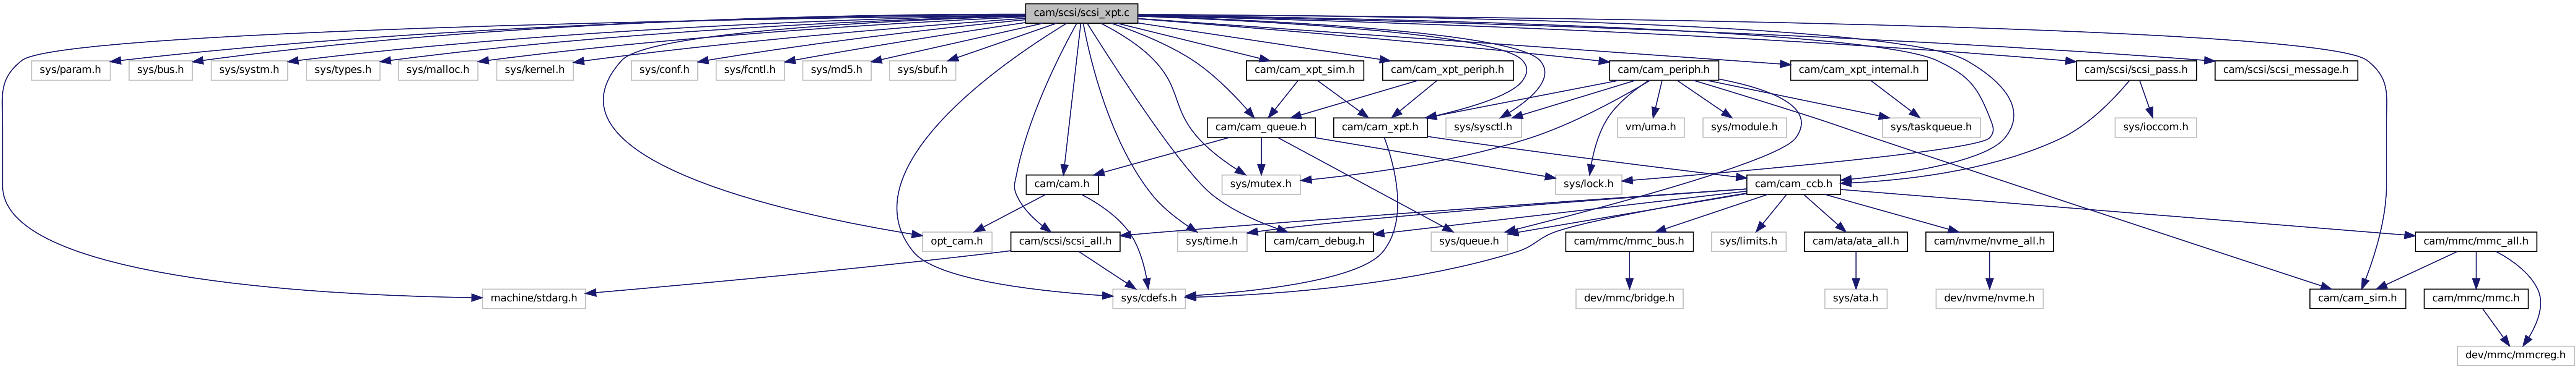 cam/scsi/scsi_xpt.c
sys/param.h
sys/bus.h
sys/systm.h
sys/types.h
sys/malloc.h
sys/kernel.h
sys/conf.h
sys/fcntl.h
sys/md5.h
sys/sbuf.h
cam/cam_xpt_sim.h
cam/cam_xpt_periph.h
cam/cam_periph.h
cam/cam_xpt_internal.h
cam/scsi/scsi_pass.h
cam/scsi/scsi_message.h
cam/cam_queue.h
cam/cam_xpt.h
sys/sysctl.h
vm/uma.h
sys/module.h
sys/taskqueue.h
sys/ioccom.h
cam/cam.h
sys/mutex.h
sys/lock.h
cam/cam_ccb.h
opt_cam.h
cam/scsi/scsi_all.h
sys/time.h
cam/cam_debug.h
sys/queue.h
cam/mmc/mmc_bus.h
sys/limits.h
cam/ata/ata_all.h
cam/nvme/nvme_all.h
cam/mmc/mmc_all.h
machine/stdarg.h
sys/cdefs.h
dev/mmc/bridge.h
sys/ata.h
dev/nvme/nvme.h
cam/cam_sim.h
cam/mmc/mmc.h
dev/mmc/mmcreg.h